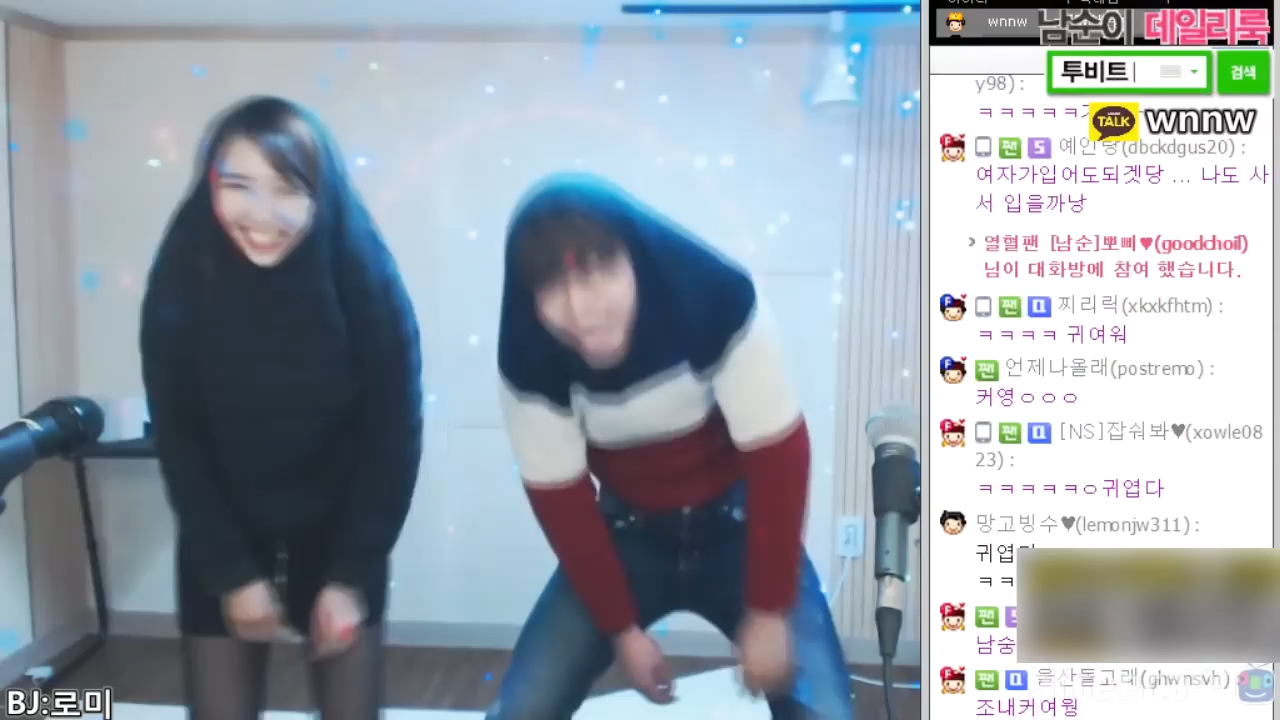 wnnw
남순이 데일리룩
투비트
검색
y98) :
ㅋㅋㅋㅋㅋ
TALK wnnw
팬 5 예인랑(dbckdgus20) :
여자가입어도되겟당 ... 나도 사
서 입을까낭
열혈팬 [남순]뽀삐♥(goodchoil)
님이 대화방에 참여 했습니다.
팬 찌리릭(xkxkfhtm) :
ㅋㅋㅋㅋ 귀여워
팬 언제나올래(postremo) :
커영ㅇㅇㅇ
팬 [NS]잡숴봐♥(xowle08
23) :
ㅋㅋㅋㅋㅋㅇ귀엽다
망고빙수♥(lemonjw311) :
귀엽다
ㅋㅋ
팬
남숭
팬 울산돌고래(ghwnsvh)
조내커여웡
BJ:로미